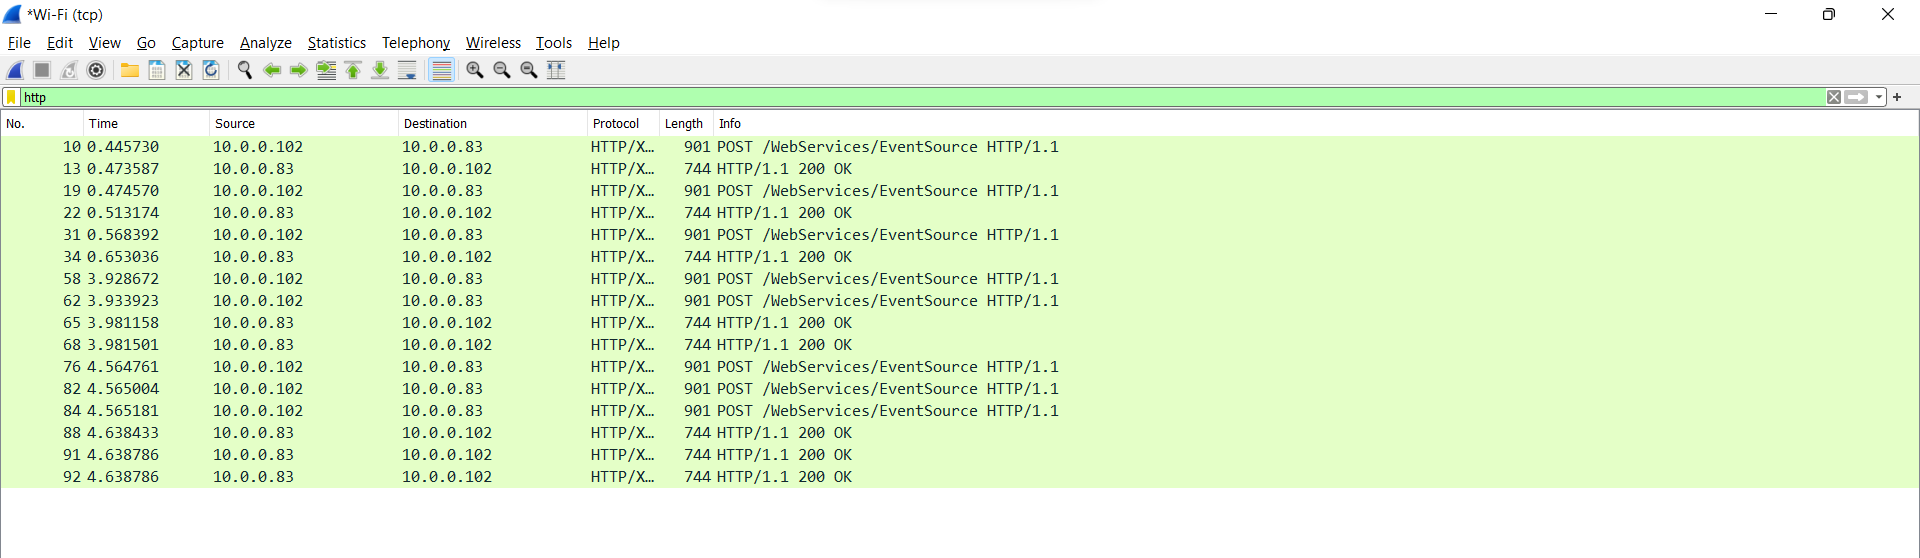 *Wi-Fi (tcp)
File Edit View Go Capture Analyze Statistics Telephony Wireless Tools Help
http
No. Time Source Destination Protocol Length Info
10 0.445730 10.0.0.102 10.0.0.83 HTTP/X… 901 POST /WebServices/EventSource HTTP/1.1
13 0.473587 10.0.0.83 10.0.0.102 HTTP/X… 744 HTTP/1.1 200 OK
19 0.474570 10.0.0.102 10.0.0.83 HTTP/X… 901 POST /WebServices/EventSource HTTP/1.1
22 0.513174 10.0.0.83 10.0.0.102 HTTP/X… 744 HTTP/1.1 200 OK
31 0.568392 10.0.0.102 10.0.0.83 HTTP/X… 901 POST /WebServices/EventSource HTTP/1.1
34 0.653036 10.0.0.83 10.0.0.102 HTTP/X… 744 HTTP/1.1 200 OK
58 3.928672 10.0.0.102 10.0.0.83 HTTP/X… 901 POST /WebServices/EventSource HTTP/1.1
62 3.933923 10.0.0.102 10.0.0.83 HTTP/X… 901 POST /WebServices/EventSource HTTP/1.1
65 3.981158 10.0.0.83 10.0.0.102 HTTP/X… 744 HTTP/1.1 200 OK
68 3.981501 10.0.0.83 10.0.0.102 HTTP/X… 744 HTTP/1.1 200 OK
76 4.564761 10.0.0.102 10.0.0.83 HTTP/X… 901 POST /WebServices/EventSource HTTP/1.1
82 4.565004 10.0.0.102 10.0.0.83 HTTP/X… 901 POST /WebServices/EventSource HTTP/1.1
84 4.565181 10.0.0.102 10.0.0.83 HTTP/X… 901 POST /WebServices/EventSource HTTP/1.1
88 4.638433 10.0.0.83 10.0.0.102 HTTP/X… 744 HTTP/1.1 200 OK
91 4.638786 10.0.0.83 10.0.0.102 HTTP/X… 744 HTTP/1.1 200 OK
92 4.638786 10.0.0.83 10.0.0.102 HTTP/X… 744 HTTP/1.1 200 OK